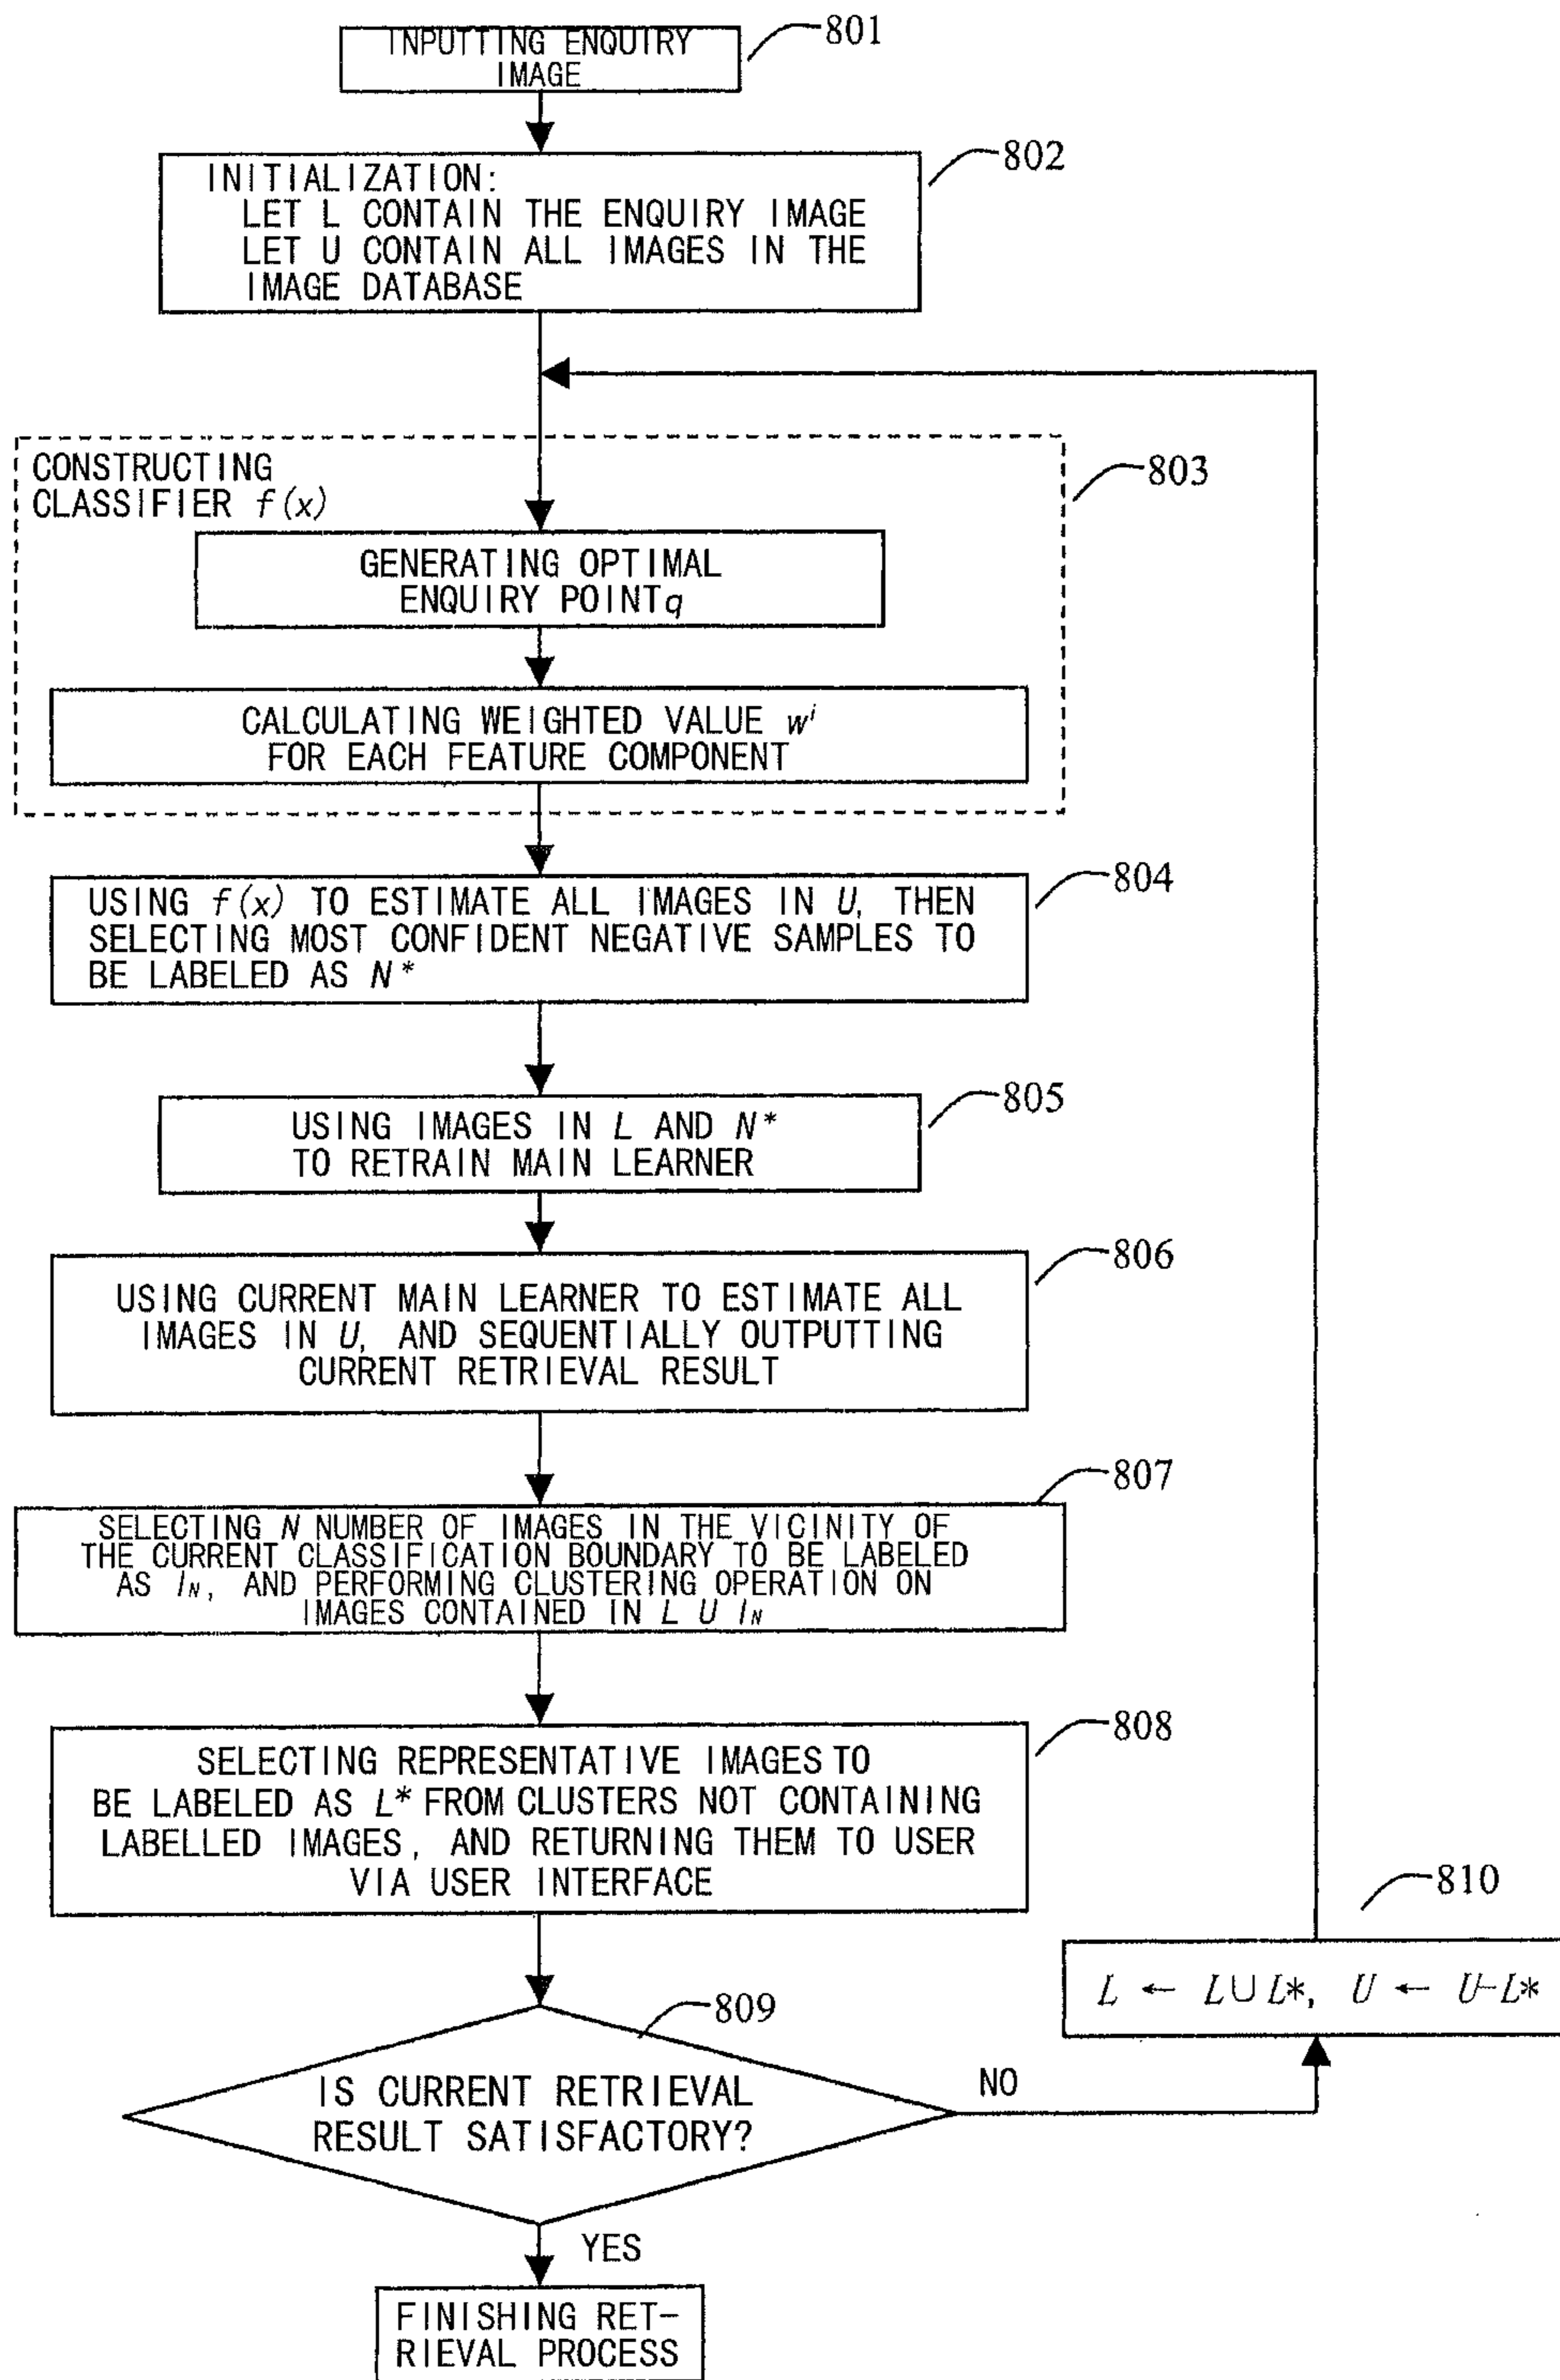 INPUTTING ENQUIRY
IMAGE
801
INITIALIZATION:
LET L CONTAIN THE ENQUIRY IMAGE
LET U CONTAIN ALL IMAGES IN THE
IMAGE DATABASE
802
CONSTRUCTING
CLASSIFIER f(x)
803
GENERATING OPTIMAL
ENQUIRY POINT q
CALCULATING WEIGHTED VALUE wⁱ
FOR EACH FEATURE COMPONENT
804
USING f(x) TO ESTIMATE ALL IMAGES IN U, THEN
SELECTING MOST CONFIDENT NEGATIVE SAMPLES TO
BE LABELED AS N*
805
USING IMAGES IN L AND N*
TO RETRAIN MAIN LEARNER
806
USING CURRENT MAIN LEARNER TO ESTIMATE ALL
IMAGES IN U, AND SEQUENTIALLY OUTPUTTING
CURRENT RETRIEVAL RESULT
807
SELECTING N NUMBER OF IMAGES IN THE VICINITY OF
THE CURRENT CLASSIFICATION BOUNDARY TO BE LABELED
AS I_N, AND PERFORMING CLUSTERING OPERATION ON
IMAGES CONTAINED IN L U I_N
808
SELECTING REPRESENTATIVE IMAGES TO
BE LABELED AS L* FROM CLUSTERS NOT CONTAINING
LABELLED IMAGES, AND RETURNING THEM TO USER
VIA USER INTERFACE
810
L ← L∪L*, U ← U-L*
809
IS CURRENT RETRIEVAL
RESULT SATISFACTORY?
NO
YES
FINISHING RET-
RIEVAL PROCESS